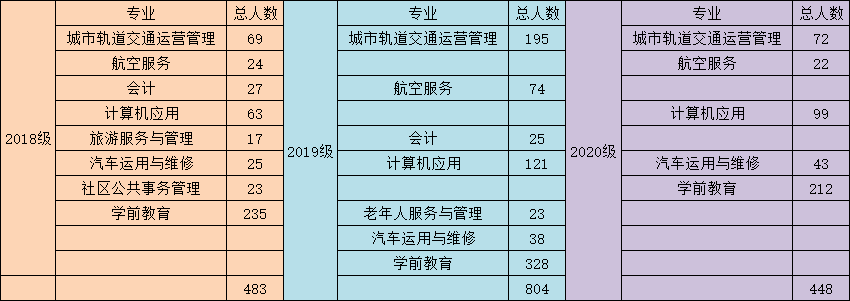 专业 总人数 专业 总人数 专业 总人数
城市轨道交通运营管理 69 城市轨道交通运营管理 195 城市轨道交通运营管理 72
航空服务 24 航空服务 22
会计 27 航空服务 74
计算机应用 63 计算机应用 99
2018级 旅游服务与管理 17 2019级 会计 25 2020级
汽车运用与维修 25 计算机应用 121 汽车运用与维修 43
社区公共事务管理 23 学前教育 212
学前教育 235 老年人服务与管理 23
汽车运用与维修 38
学前教育 328
483 804 448